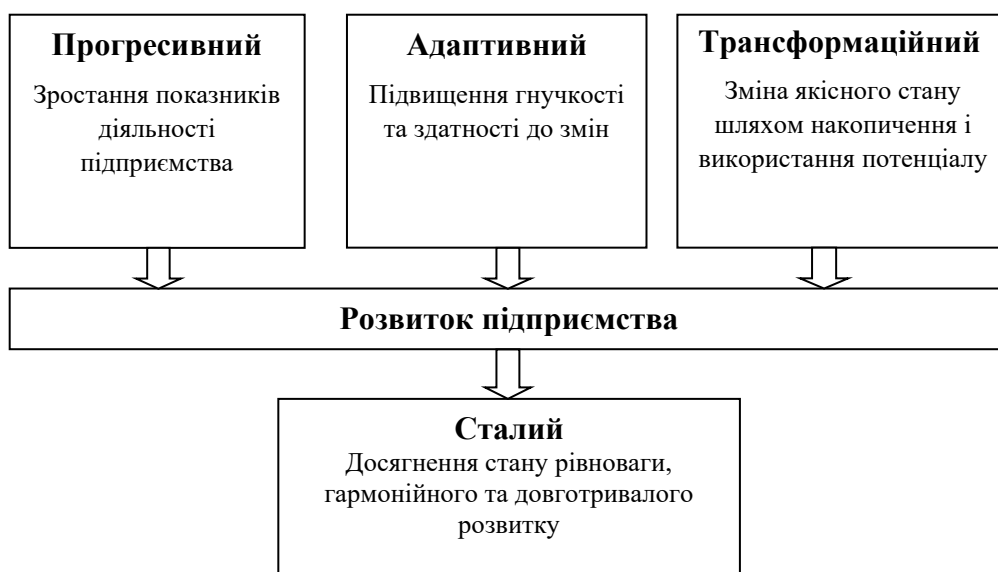 Прогресивний
Зростання показників
діяльності
підприємства
Адаптивний
Підвищення гнучкості
та здатності до змін
Трансформаційний
Зміна якісного стану
шляхом накопичення і
використання потенціалу
Розвиток підприємства
Сталий
Досягнення стану рівноваги,
гармонійного та довготривалого
розвитку